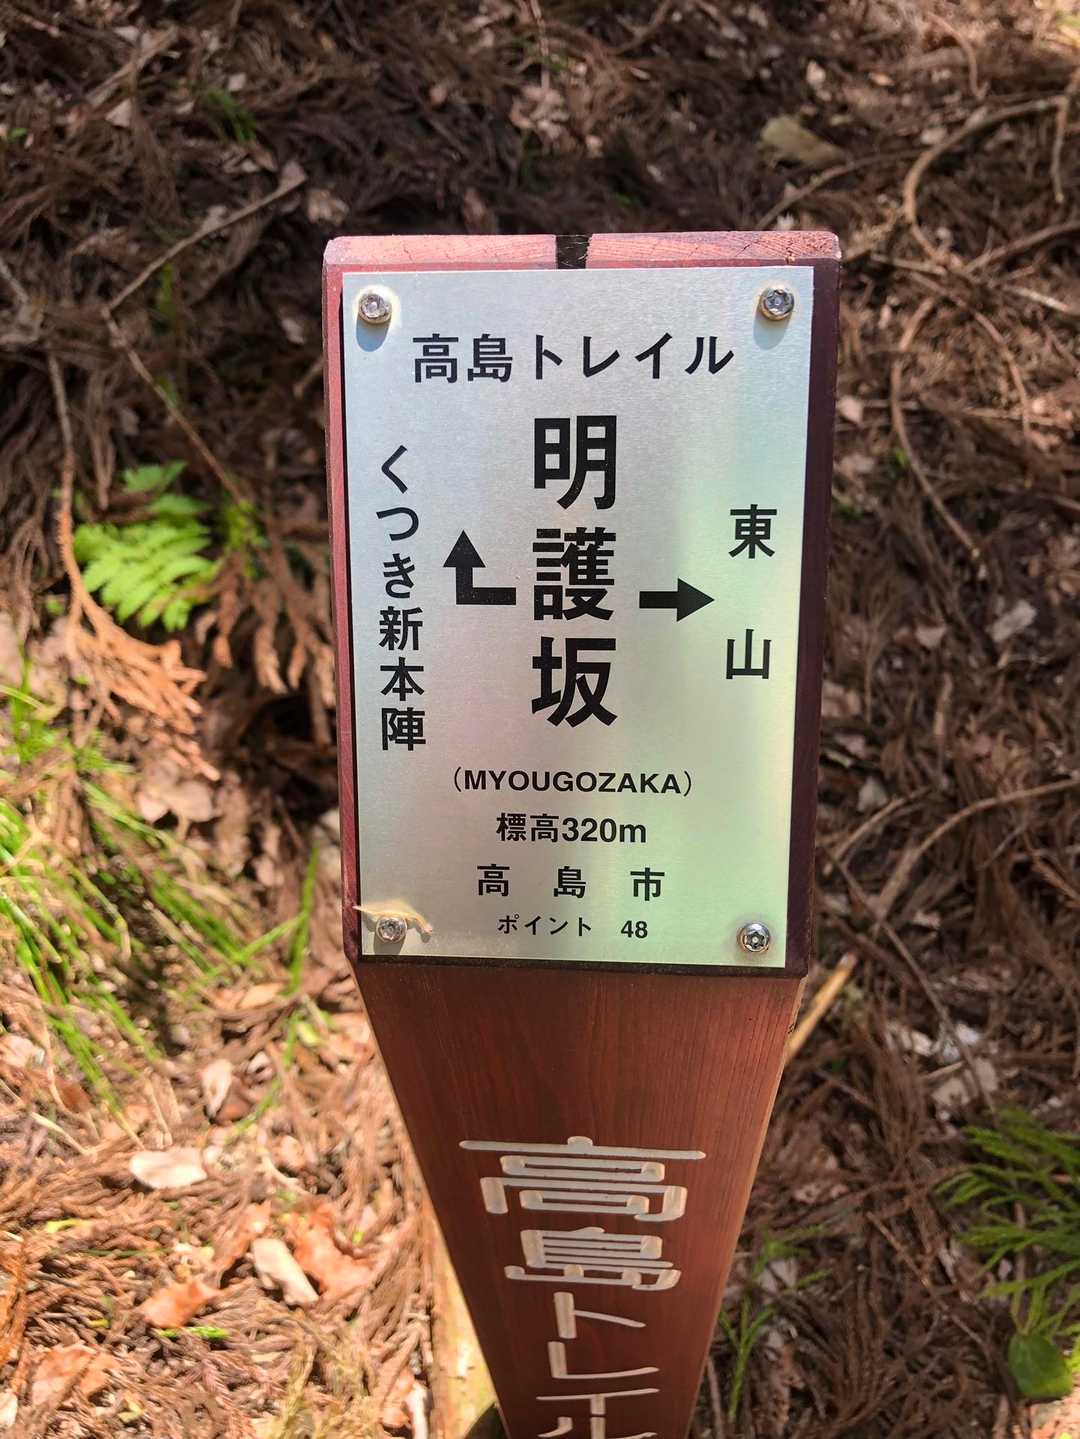 高島トレイル
明護坂
くつき新本陣
東山
(MYOUGOZAKA)
標高320m
高島市
ポイント 48
高島トレイル